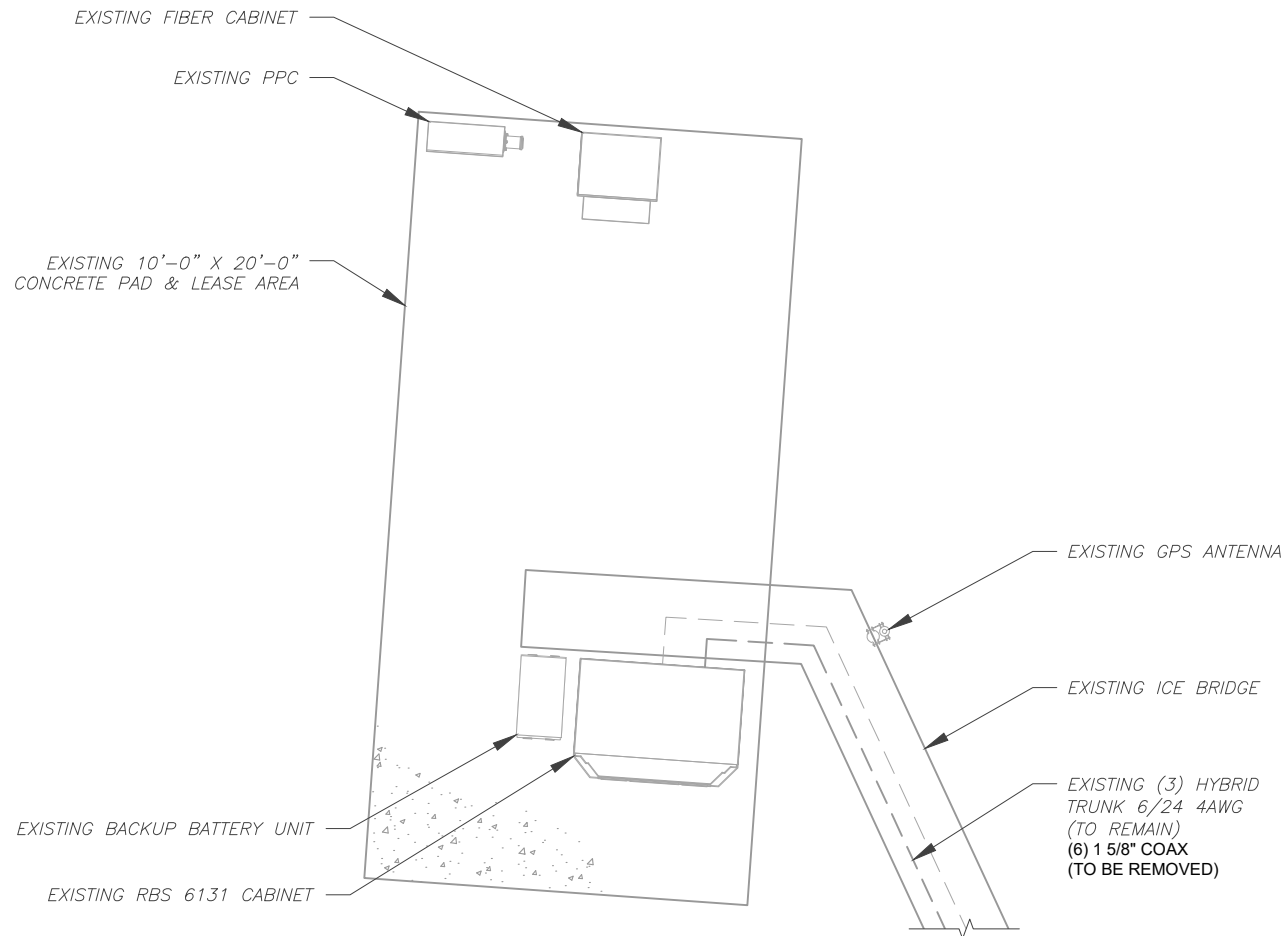 EXISTING FIBER CABINET
EXISTING PPC
EXISTING 10'-0" X 20'-0"
CONCRETE PAD & LEASE AREA
EXISTING GPS ANTENNA
EXISTING ICE BRIDGE
EXISTING (3) HYBRID
TRUNK 6/24 4AWG
(TO REMAIN)
(6) 1 5/8" COAX
(TO BE REMOVED)
EXISTING BACKUP BATTERY UNIT
EXISTING RBS 6131 CABINET